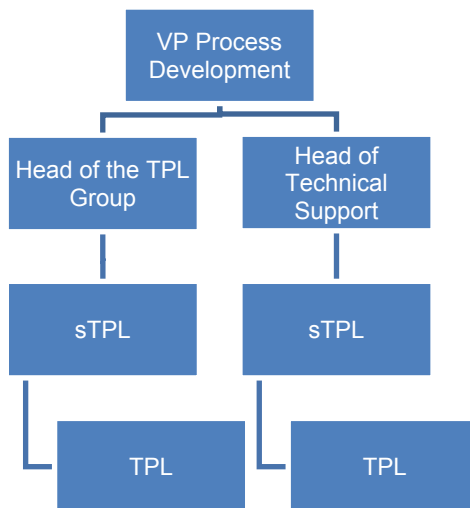 VP Process
Development
Head of the TPL
Group
Head of
Technical
Support
sTPL
sTPL
TPL
TPL